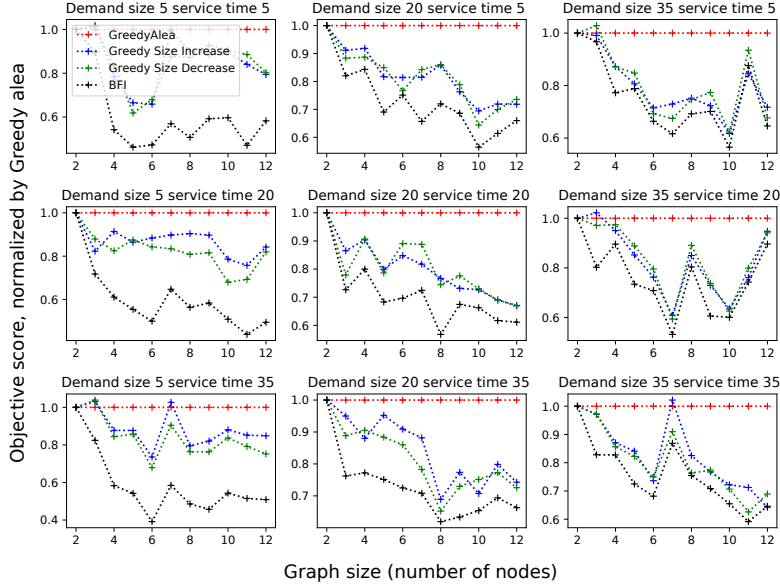 Demand size 5 service time 5
Demand size 20 service time 5
Demand size 35 service time 5
GreedyAlea
Greedy Size Increase
Greedy Size Decrease
BFI
1.0
0.8
0.6
2 4 6 8 10 12
1.0
0.9
0.8
0.7
0.6
2 4 6 8 10 12
1.0
0.9
0.8
0.7
0.6
2 4 6 8 10 12
Objective score, normalized by Greedy alea
Demand size 5 service time 20
Demand size 20 service time 20
Demand size 35 service time 20
1.0
0.8
0.6
2 4 6 8 10 12
1.0
0.9
0.8
0.7
0.6
2 4 6 8 10 12
1.0
0.8
0.6
2 4 6 8 10 12
Demand size 5 service time 35
Demand size 20 service time 35
Demand size 35 service time 35
1.0
0.8
0.6
0.4
2 4 6 8 10 12
1.0
0.9
0.8
0.7
2 4 6 8 10 12
1.0
0.9
0.8
0.7
0.6
2 4 6 8 10 12
Graph size (number of nodes)